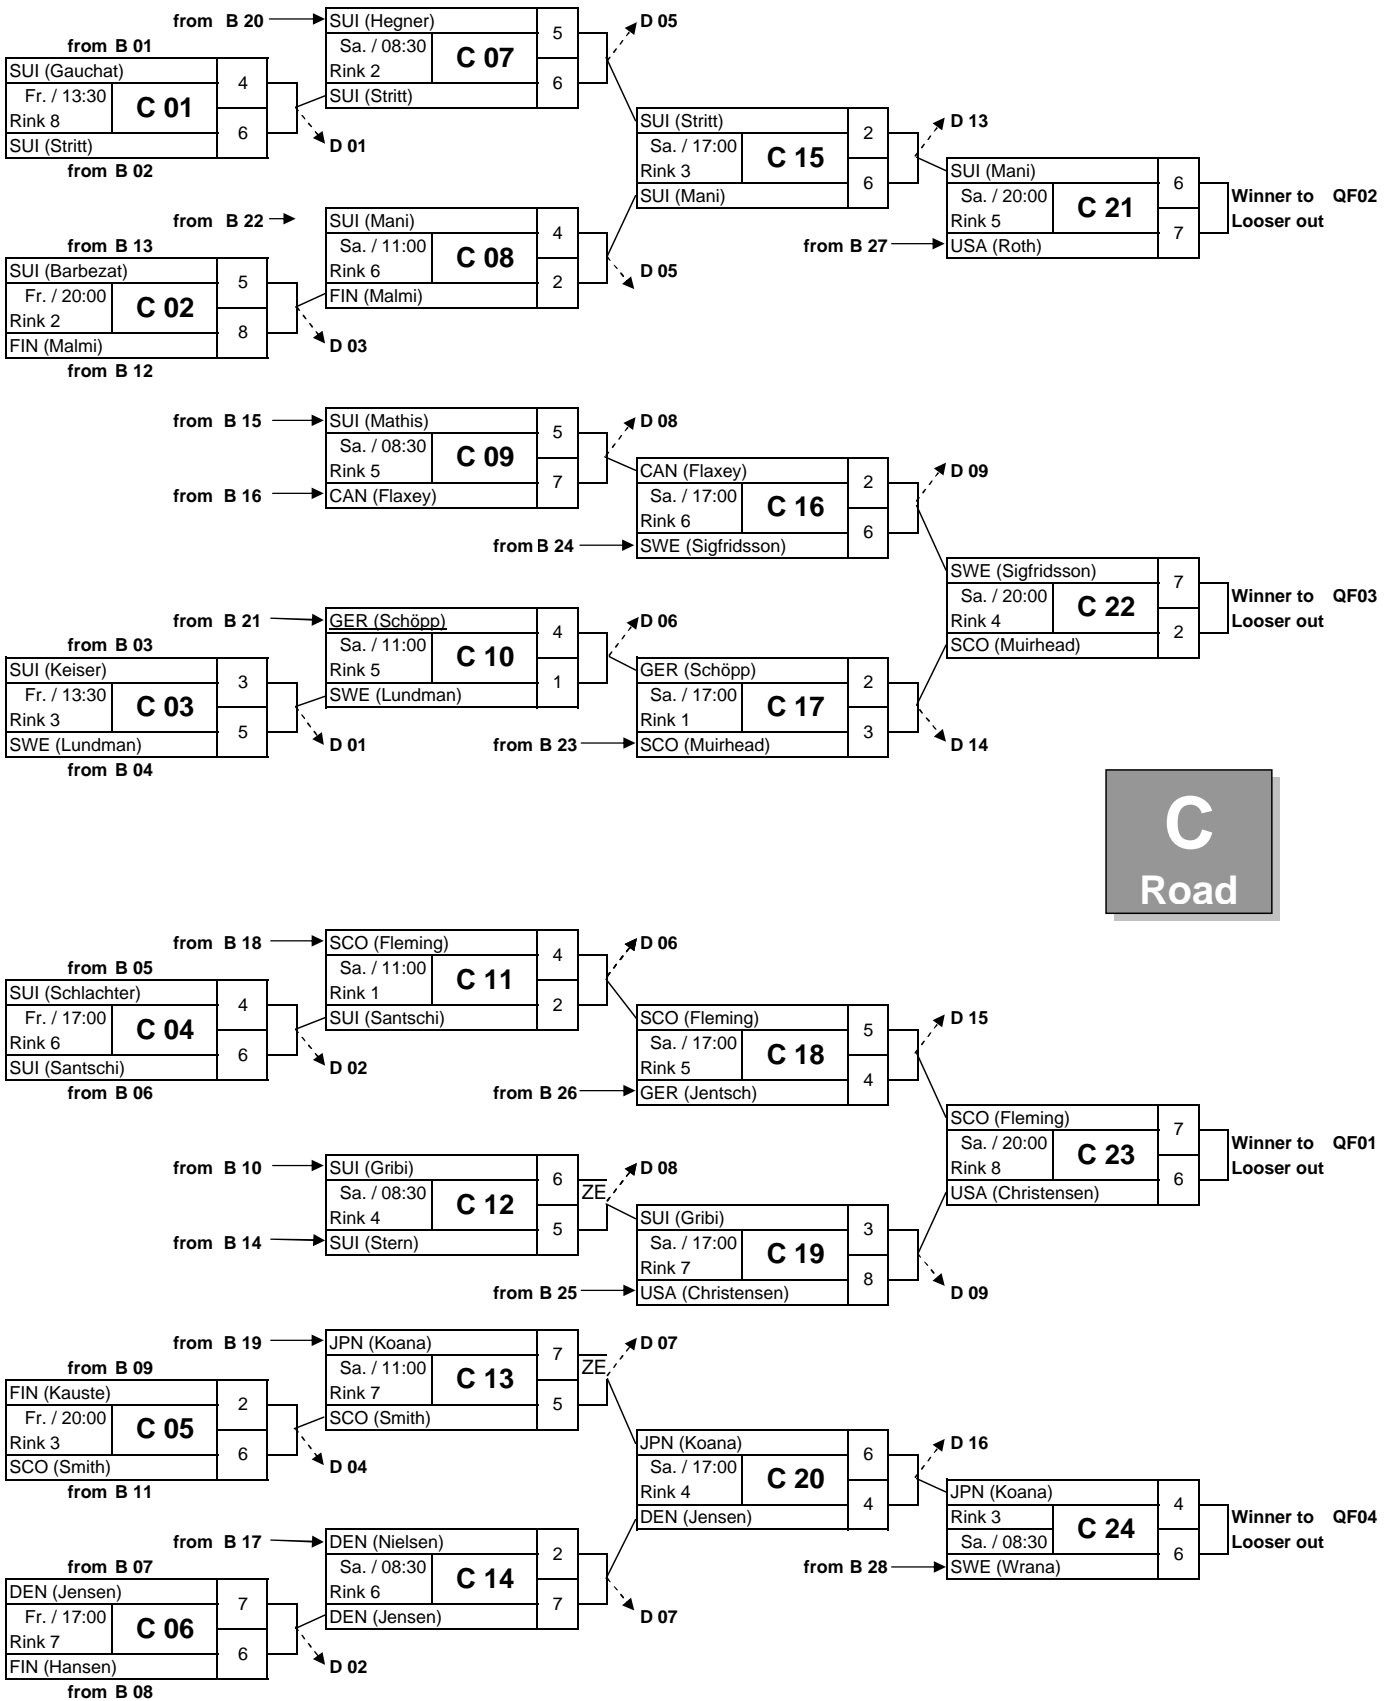 from B 20
SUI (Hegner)
5
Sa. / 08:30
C 07
Rink 2
6
SUI (Stritt)
D 05
from B 01
SUI (Gauchat)
4
Fr. / 13:30
C 01
Rink 8
6
SUI (Stritt)
from B 02
D 01
SUI (Stritt)
2
Sa. / 17:00
C 15
Rink 3
6
SUI (Mani)
D 13
SUI (Mani)
6
Sa. / 20:00
C 21
Rink 5
7
from B 27
USA (Roth)
Winner to QF02
Looser out
from B 22
SUI (Mani)
4
Sa. / 11:00
C 08
Rink 6
2
FIN (Malmi)
D 05
from B 13
SUI (Barbezat)
5
Fr. / 20:00
C 02
Rink 2
8
FIN (Malmi)
from B 12
D 03
from B 15
SUI (Mathis)
5
Sa. / 08:30
C 09
Rink 5
7
from B 16
CAN (Flaxey)
D 08
CAN (Flaxey)
2
Sa. / 17:00
C 16
Rink 6
6
from B 24
SWE (Sigfridsson)
D 09
SWE (Sigfridsson)
7
Sa. / 20:00
C 22
Rink 4
2
SCO (Muirhead)
Winner to QF03
Looser out
from B 21
GER (Schöpp)
4
Sa. / 11:00
C 10
Rink 5
1
SWE (Lundman)
D 06
from B 03
SUI (Keiser)
3
Fr. / 13:30
C 03
Rink 3
5
SWE (Lundman)
from B 04
D 01
GER (Schöpp)
2
Sa. / 17:00
C 17
Rink 1
3
from B 23
SCO (Muirhead)
D 14
C
Road
from B 18
SCO (Fleming)
4
Sa. / 11:00
C 11
Rink 1
2
SUI (Santschi)
D 06
from B 05
SUI (Schlachter)
4
Fr. / 17:00
C 04
Rink 6
6
SUI (Santschi)
from B 06
D 02
SCO (Fleming)
5
Sa. / 17:00
C 18
Rink 5
4
from B 26
GER (Jentsch)
D 15
SCO (Fleming)
7
Sa. / 20:00
C 23
Rink 8
6
USA (Christensen)
Winner to QF01
Looser out
from B 10
SUI (Gribi)
6
ZE
Sa. / 08:30
C 12
Rink 4
5
from B 14
SUI (Stern)
D 08
SUI (Gribi)
3
Sa. / 17:00
C 19
Rink 7
8
from B 25
USA (Christensen)
D 09
from B 19
JPN (Koana)
7
ZE
Sa. / 11:00
C 13
Rink 7
5
SCO (Smith)
D 07
from B 09
FIN (Kauste)
2
Fr. / 20:00
C 05
Rink 3
6
SCO (Smith)
from B 11
D 04
JPN (Koana)
6
Sa. / 17:00
C 20
Rink 4
4
DEN (Jensen)
D 16
JPN (Koana)
4
Rink 3
C 24
Sa. / 08:30
6
from B 28
SWE (Wrana)
Winner to QF04
Looser out
from B 17
DEN (Nielsen)
2
Sa. / 08:30
C 14
Rink 6
7
DEN (Jensen)
D 07
from B 07
DEN (Jensen)
7
Fr. / 17:00
C 06
Rink 7
6
FIN (Hansen)
from B 08
D 02